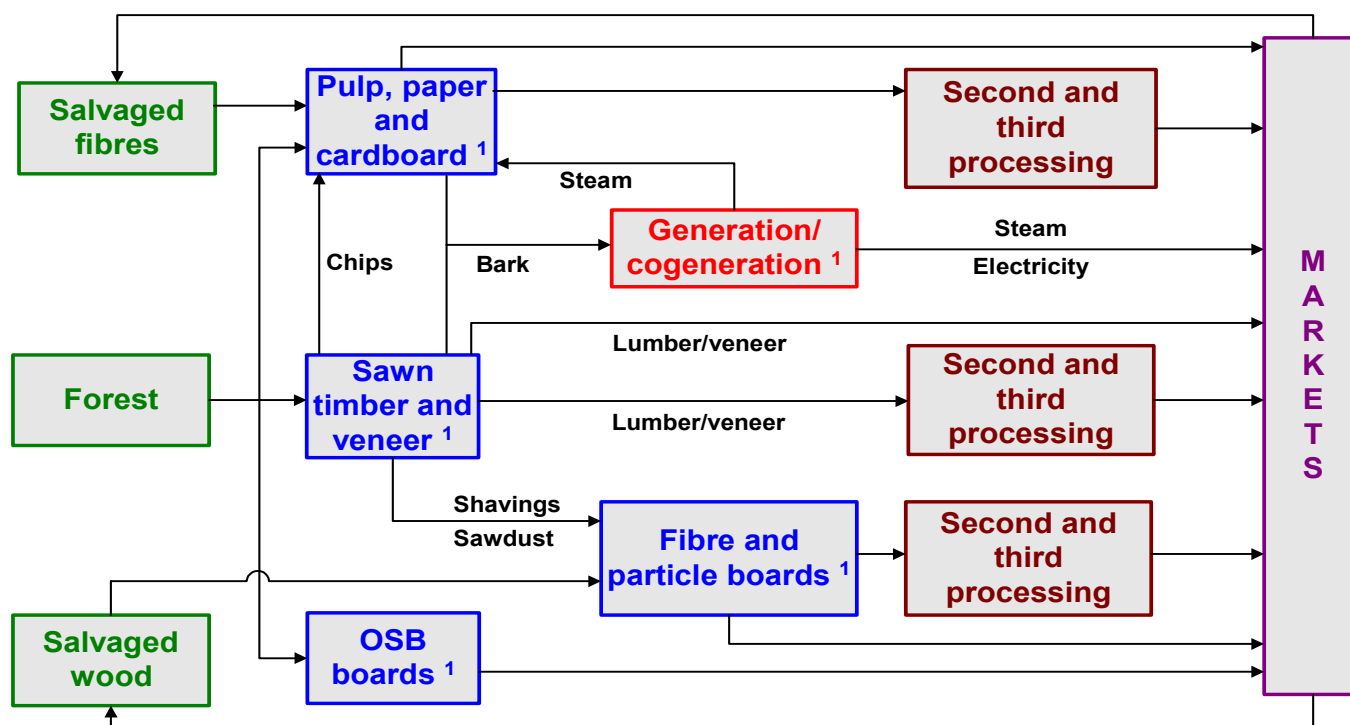 Salvaged
fibres
Pulp, paper
and
cardboard ¹
Second and
third
processing
Steam
Generation/
cogeneration ¹
Steam
Electricity
Chips
Bark
M
A
R
K
E
T
S
Forest
Sawn
timber and
veneer ¹
Lumber/veneer
Lumber/veneer
Second and
third
processing
Shavings
Sawdust
Fibre and
particle boards ¹
Second and
third
processing
Salvaged
wood
OSB
boards ¹